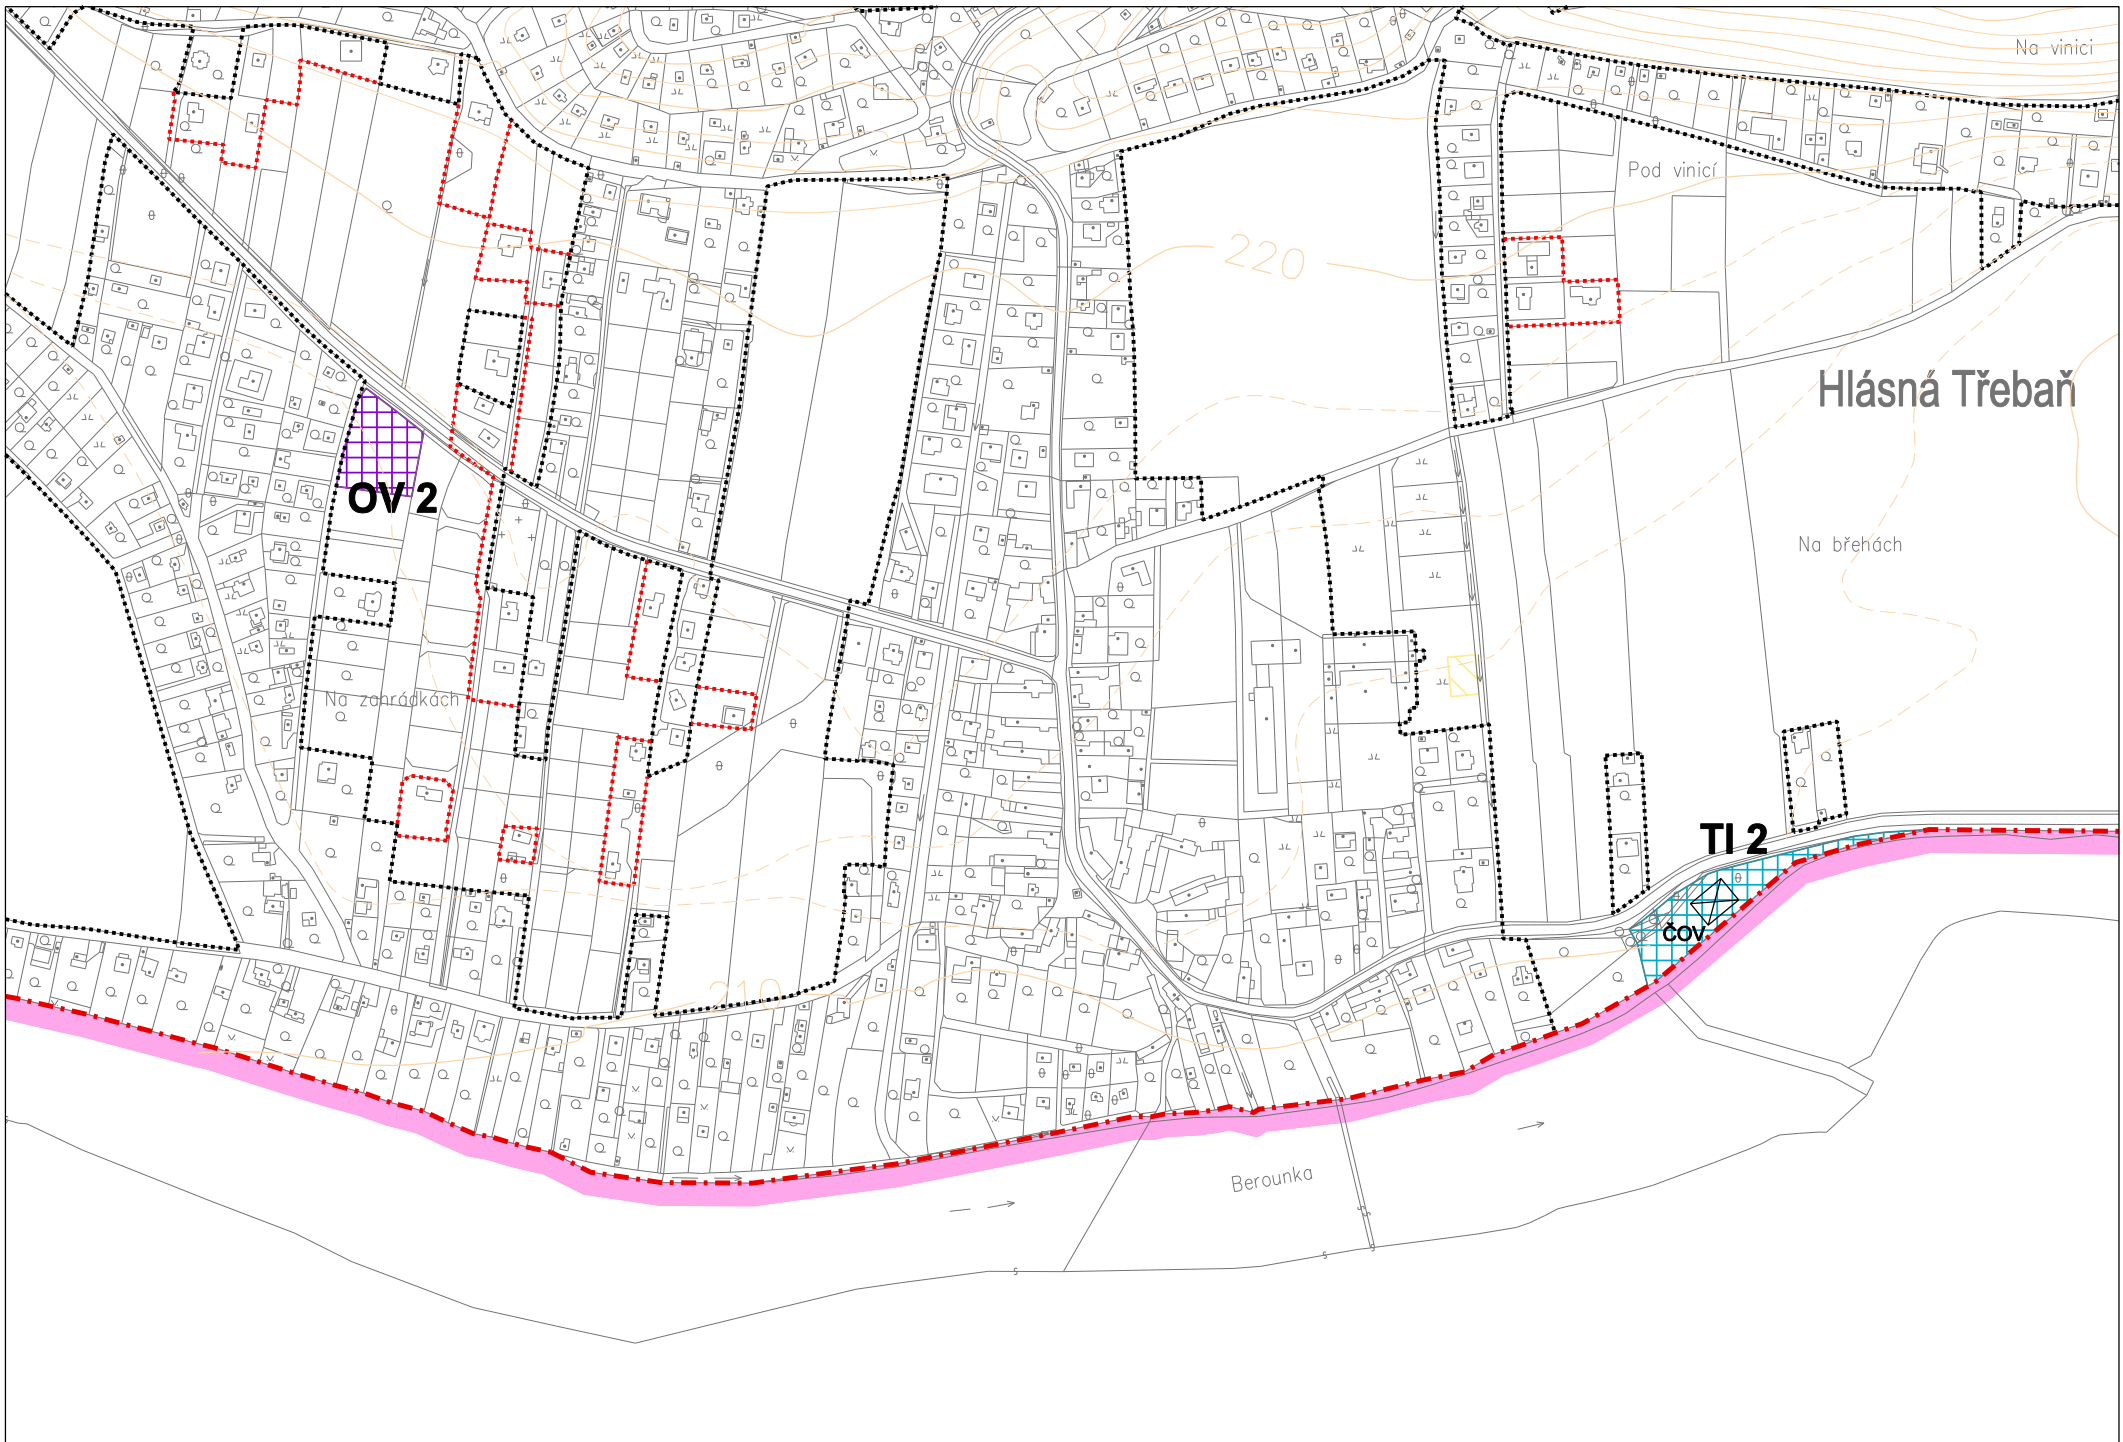 Na vinici
Pod vinicí
220
Hlásná Třebaň
OV 2
Na břehách
Na zahrádkách
TI 2
ČOV
210
Berounka